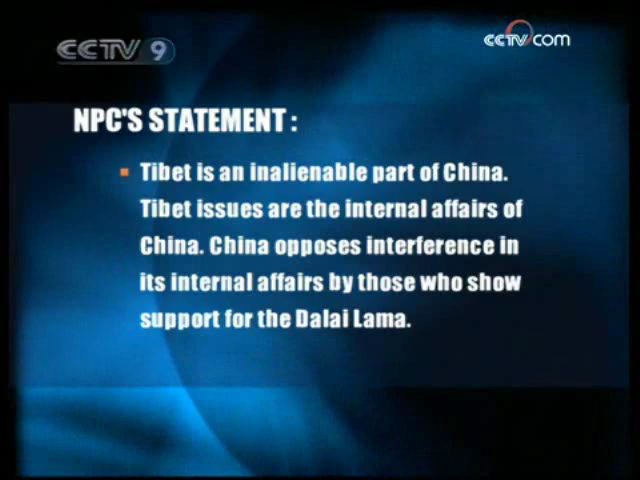 CCTV 9
CCTV.com
NPC'S STATEMENT :
Tibet is an inalienable part of China.
Tibet issues are the internal affairs of
China. China opposes interference in
its internal affairs by those who show
support for the Dalai Lama.